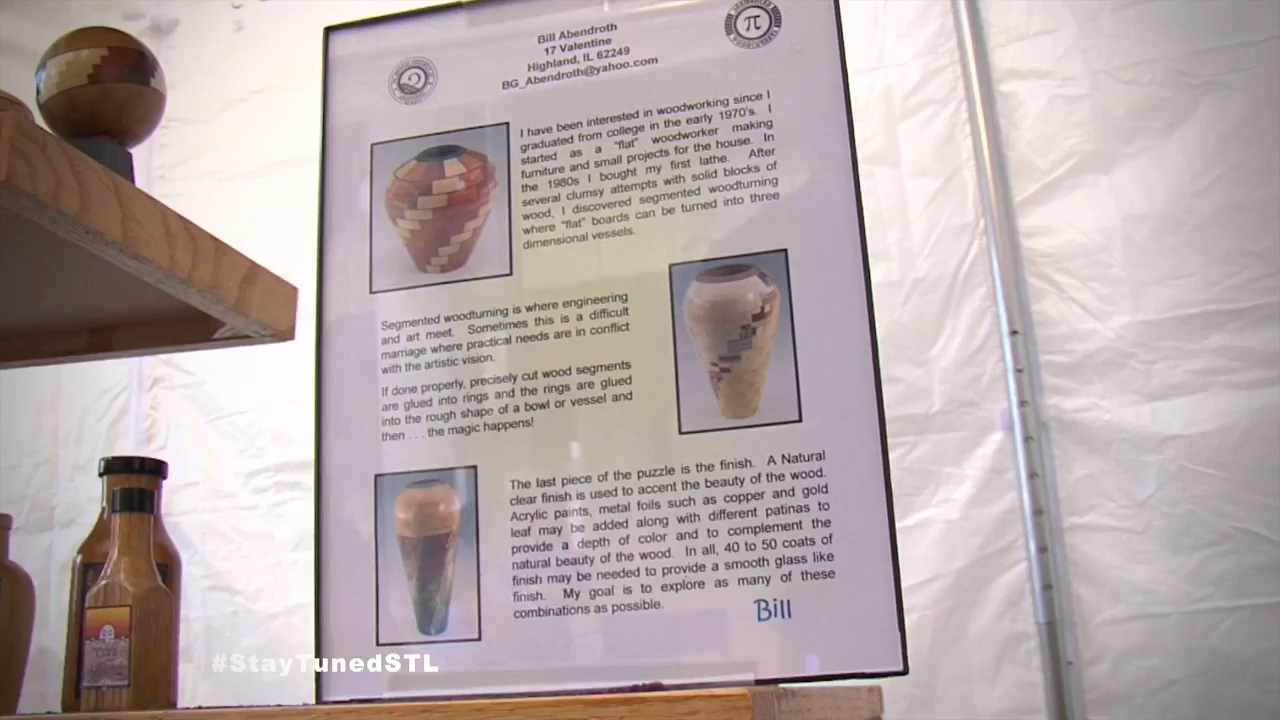 Bill Abendroth
17 Valentine
Highland, IL 62249
BG_Abendroth@yahoo.com
π
I have been interested in woodworking since I
graduated from college in the early 1970's. I
started as a "flat" woodworker making
furniture and small projects for the house. In
the 1980s I bought my first lathe. After
several clumsy attempts with solid blocks of
wood, I discovered segmented woodturning
where "flat" boards can be turned into three
dimensional vessels.
Segmented woodturning is where engineering
and art meet. Sometimes this is a difficult
marriage where practical needs are in conflict
with the artistic vision.
If done properly, precisely cut wood segments
are glued into rings and the rings are glued
into the rough shape of a bowl or vessel and
then . . . the magic happens!
The last piece of the puzzle is the finish. A Natural
clear finish is used to accent the beauty of the wood.
Acrylic paints, metal foils such as copper and gold
leaf may be added along with different patinas to
provide a depth of color and to complement the
natural beauty of the wood. In all, 40 to 50 coats of
finish may be needed to provide a smooth glass like
finish. My goal is to explore as many of these
combinations as possible.
Bill
#StayTunedSTL